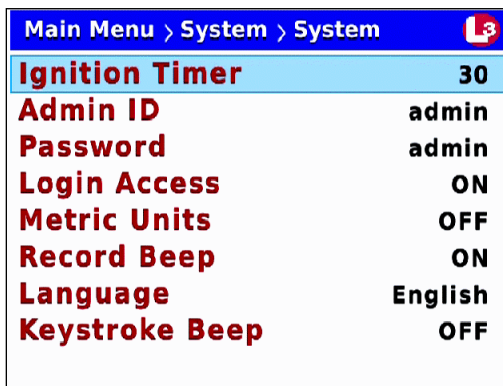 Main Menu > System > System L3
Ignition Timer 30
Admin ID admin
Password admin
Login Access ON
Metric Units OFF
Record Beep ON
Language English
Keystroke Beep OFF